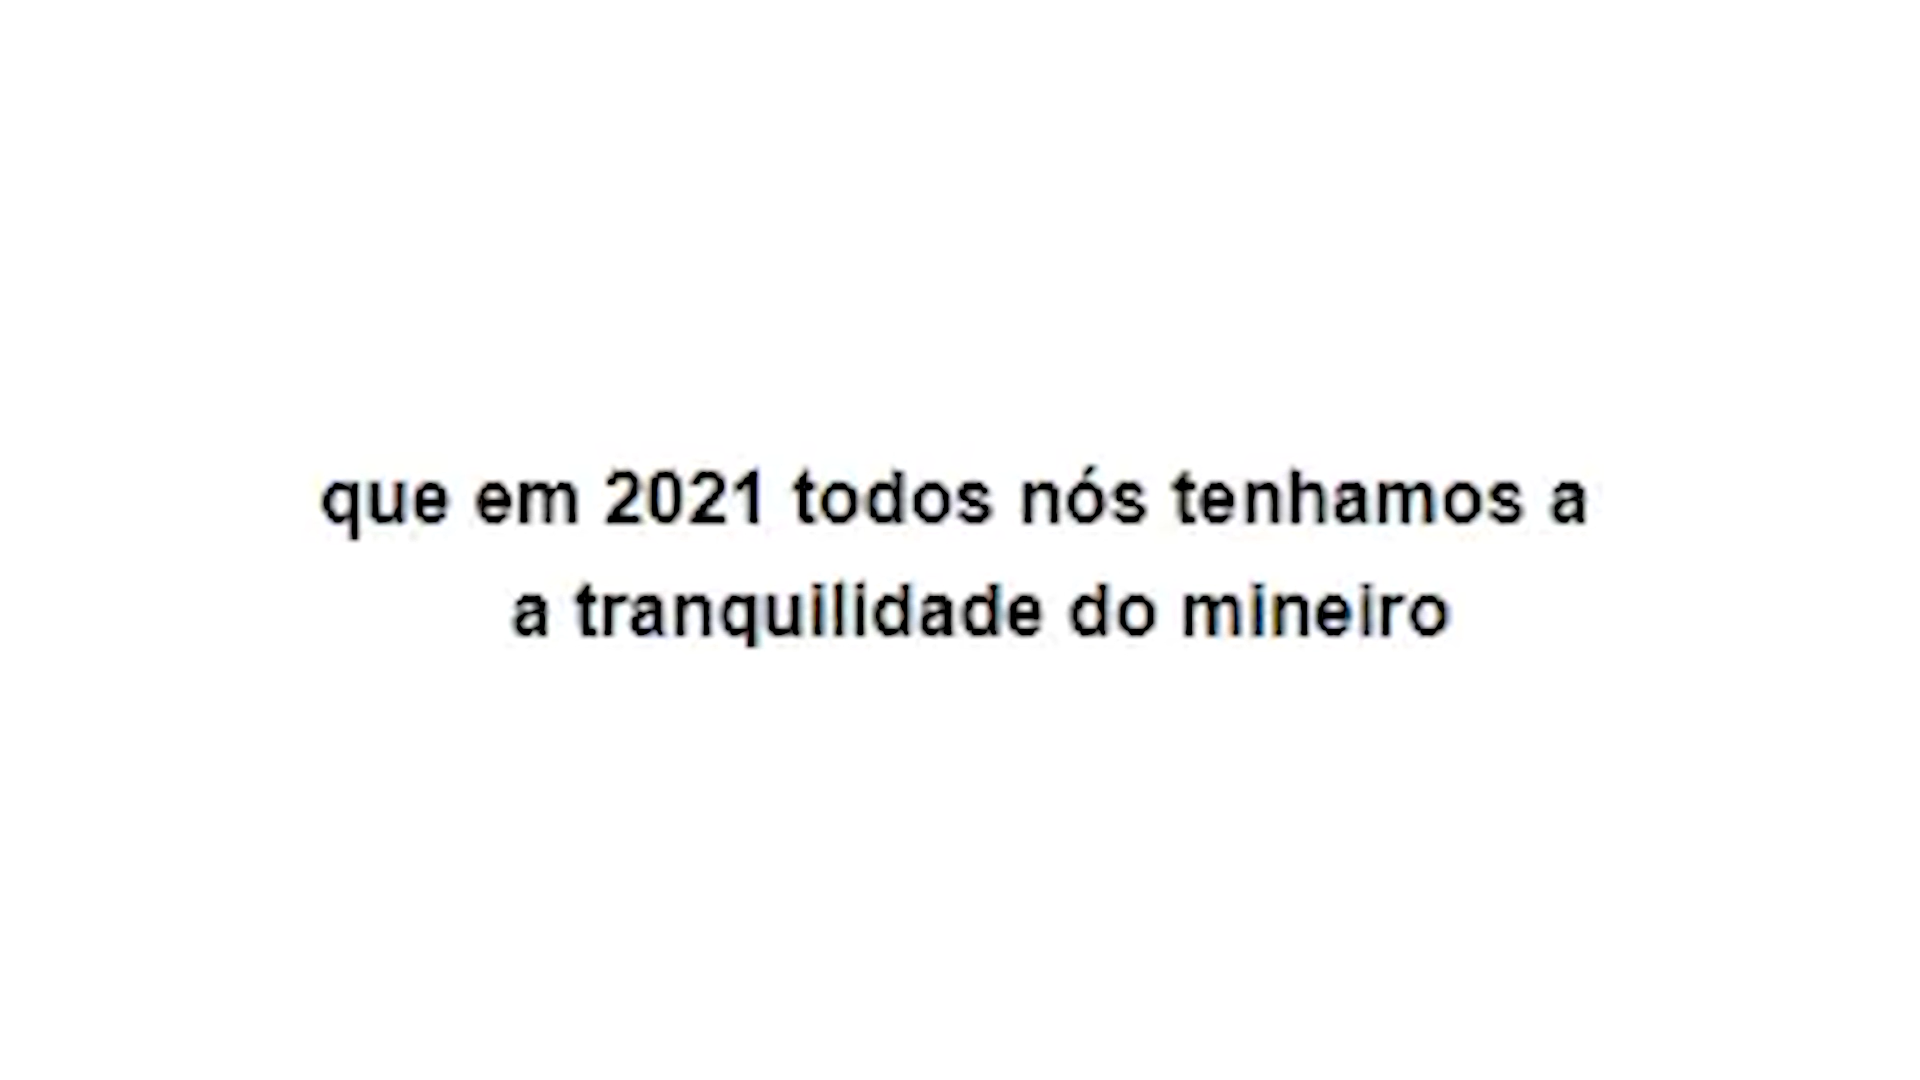 que em 2021 todos nós tenhamos a
a tranquilidade do mineiro